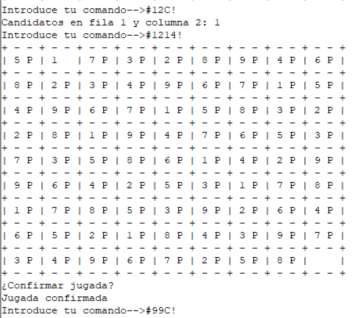 Introduce tu comando-->#12C!
Candidatos en fila 1 y columna 2: 1
Introduce tu comando-->#1214!
+ - - + - - + - - + - - + - - + - - + - - + - - + - - +
| 5 P | 1   | 7 P | 3 P | 2 P | 8 P | 9 P | 4 P | 6 P |
+ - - + - - + - - + - - + - - + - - + - - + - - + - - +
| 8 P | 2 P | 3 P | 4 P | 9 P | 6 P | 7 P | 1 P | 5 P |
+ - - + - - + - - + - - + - - + - - + - - + - - + - - +
| 4 P | 9 P | 6 P | 7 P | 1 P | 5 P | 8 P | 3 P | 2 P |
+ - - + - - + - - + - - + - - + - - + - - + - - + - - +
| 2 P | 8 P | 1 P | 9 P | 4 P | 7 P | 6 P | 5 P | 3 P |
+ - - + - - + - - + - - + - - + - - + - - + - - + - - +
| 7 P | 3 P | 5 P | 8 P | 6 P | 1 P | 4 P | 2 P | 9 P |
+ - - + - - + - - + - - + - - + - - + - - + - - + - - +
| 9 P | 6 P | 4 P | 2 P | 5 P | 3 P | 1 P | 7 P | 8 P |
+ - - + - - + - - + - - + - - + - - + - - + - - + - - +
| 1 P | 7 P | 8 P | 5 P | 3 P | 9 P | 2 P | 6 P | 4 P |
+ - - + - - + - - + - - + - - + - - + - - + - - + - - +
| 6 P | 5 P | 2 P | 1 P | 8 P | 4 P | 3 P | 9 P | 7 P |
+ - - + - - + - - + - - + - - + - - + - - + - - + - - +
| 3 P | 4 P | 9 P | 6 P | 7 P | 2 P | 5 P | 8 P |     |
+ - - + - - + - - + - - + - - + - - + - - + - - + - - +
¿Confirmar jugada?
Jugada confirmada
Introduce tu comando-->#99C!